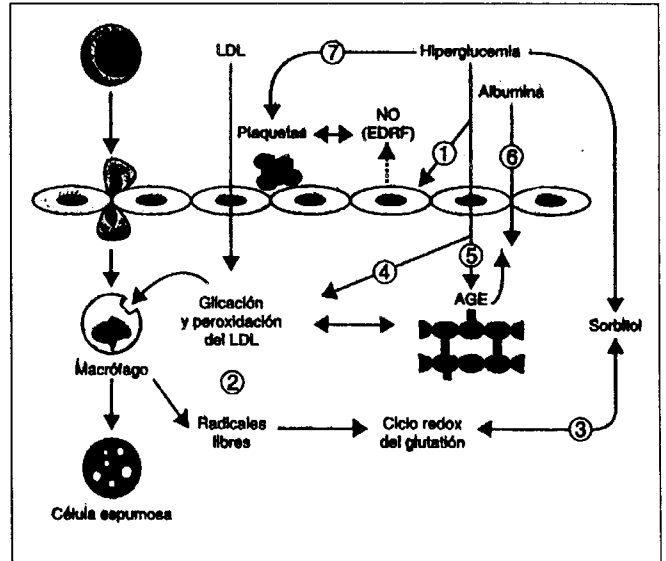 LDL
7
Hiperglucemia
Albumina
Plaquetas
NO
(EDRF)
1
6
4
5
Glicación
y peroxidación
del LDL
AGE
Sorbitol
Macrófago
2
Radicales
libres
Ciclo redox
del glutatión
3
Célula espumosa